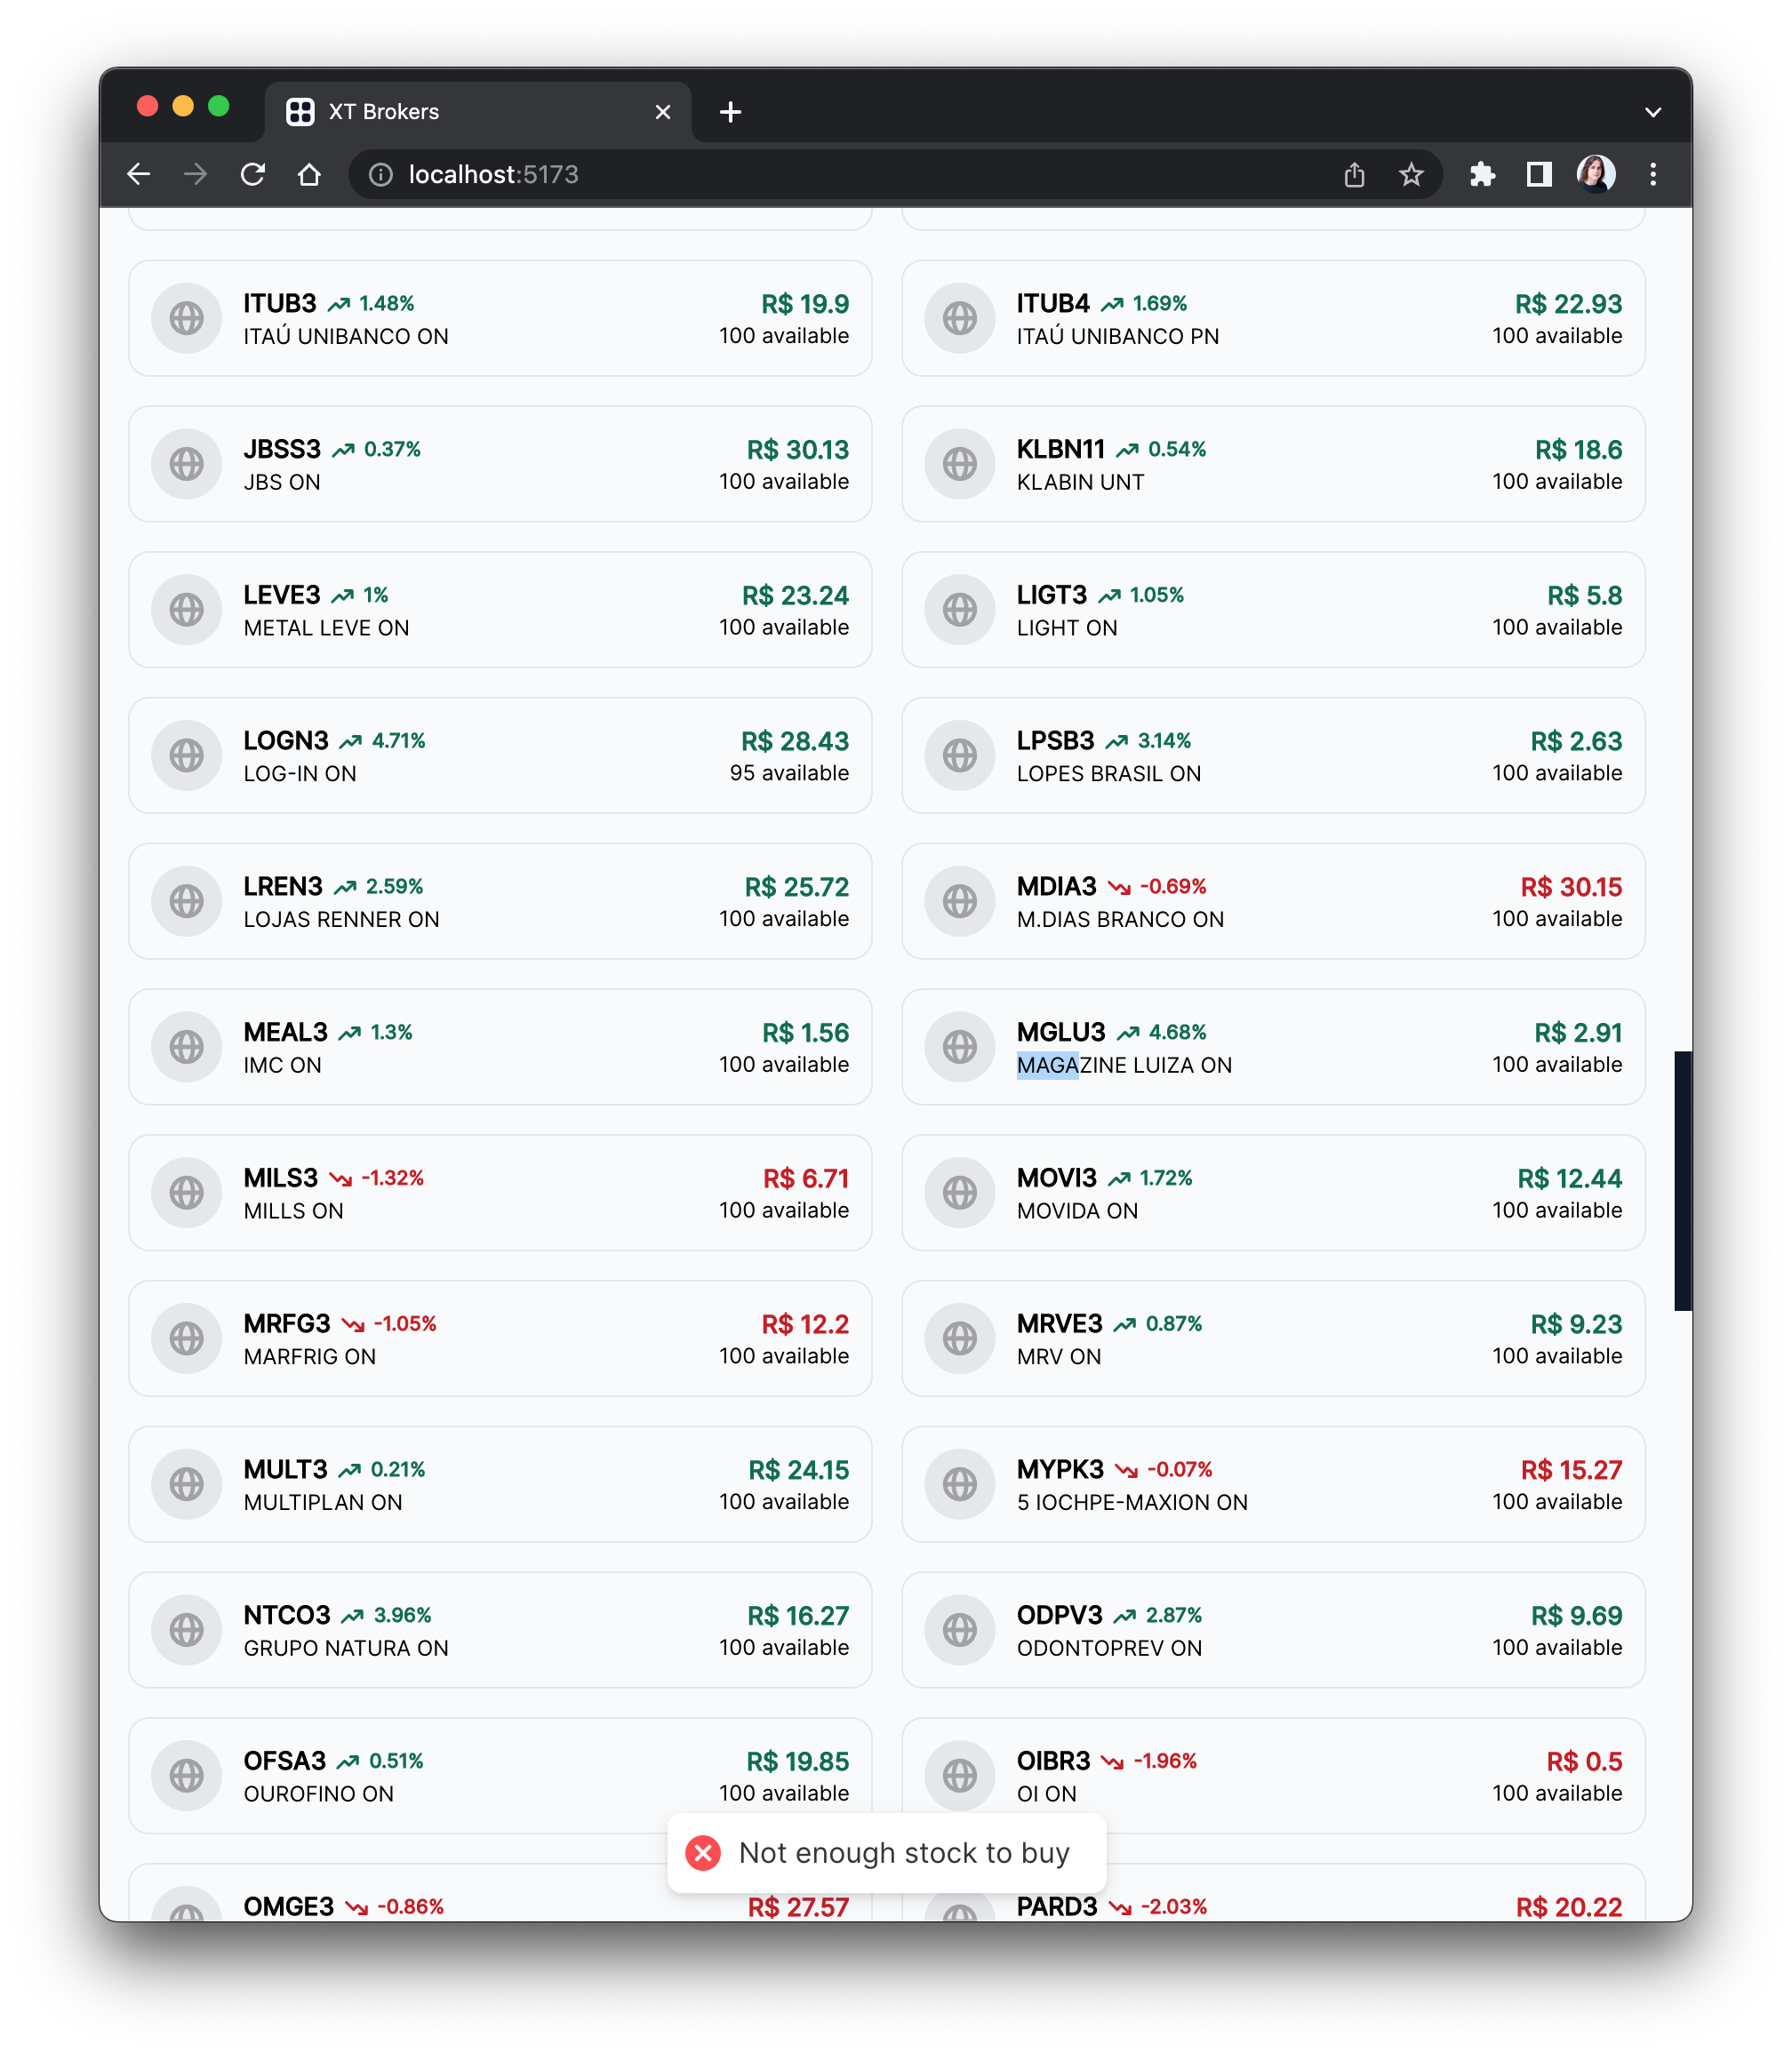 XT Brokers
localhost:5173
ITUB3 1.48% R$ 19.9
ITAÚ UNIBANCO ON 100 available
ITUB4 1.69% R$ 22.93
ITAÚ UNIBANCO PN 100 available
JBSS3 0.37% R$ 30.13
JBS ON 100 available
KLBN11 0.54% R$ 18.6
KLABIN UNT 100 available
LEVE3 1% R$ 23.24
METAL LEVE ON 100 available
LIGT3 1.05% R$ 5.8
LIGHT ON 100 available
LOGN3 4.71% R$ 28.43
LOG-IN ON 95 available
LPSB3 3.14% R$ 2.63
LOPES BRASIL ON 100 available
LREN3 2.59% R$ 25.72
LOJAS RENNER ON 100 available
MDIA3 -0.69% R$ 30.15
M.DIAS BRANCO ON 100 available
MEAL3 1.3% R$ 1.56
IMC ON 100 available
MGLU3 4.68% R$ 2.91
MAGAZINE LUIZA ON 100 available
MILS3 -1.32% R$ 6.71
MILLS ON 100 available
MOVI3 1.72% R$ 12.44
MOVIDA ON 100 available
MRFG3 -1.05% R$ 12.2
MARFRIG ON 100 available
MRVE3 0.87% R$ 9.23
MRV ON 100 available
MULT3 0.21% R$ 24.15
MULTIPLAN ON 100 available
MYPK3 -0.07% R$ 15.27
5 IOCHPE-MAXION ON 100 available
NTCO3 3.96% R$ 16.27
GRUPO NATURA ON 100 available
ODPV3 2.87% R$ 9.69
ODONTOPREV ON 100 available
OFSA3 0.51% R$ 19.85
OUROFINO ON 100 available
OIBR3 -1.96% R$ 0.5
OI ON 100 available
Not enough stock to buy
OMGE3 -0.86% R$ 27.57
PARD3 -2.03% R$ 20.22